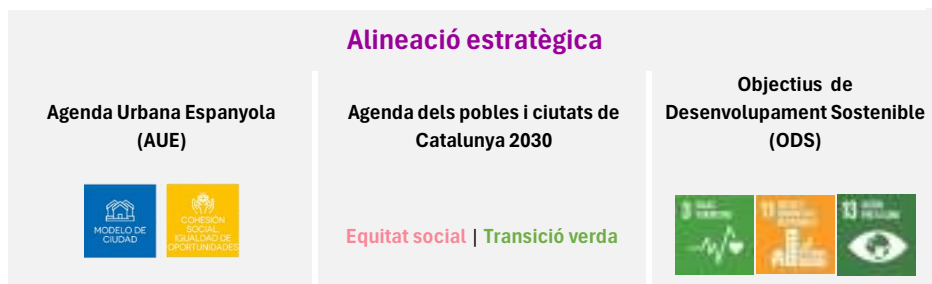 Alineació estratègica
Agenda Urbana Espanyola
(AUE)
MODELO DE
CIUDAD
COHESIÓN
SOCIAL,
IGUALDAD DE
OPORTUNIDADES
Agenda dels pobles i ciutats de
Catalunya 2030
Equitat social | Transició verda
Objectius de
Desenvolupament Sostenible
(ODS)
3
11
13